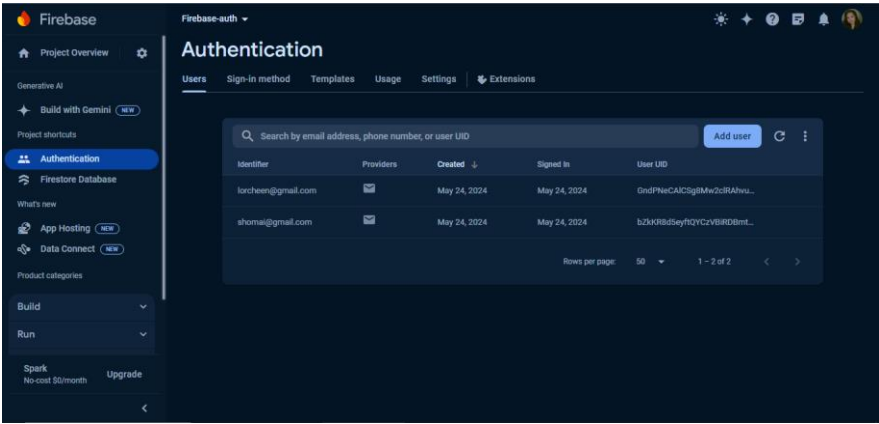 Firebase
Project Overview
Generative AI
Build with Gemini NEW
Project shortcuts
Authentication
Firestore Database
What's new
App Hosting NEW
Data Connect NEW
Product categories
Build
Run
Spark
No-cost $0/month
Upgrade
Firebase-auth
Authentication
Users Sign-in method Templates Usage Settings Extensions
Search by email address, phone number, or user UID Add user
Identifier Providers Created Signed In User UID
lorcheen@gmail.com May 24, 2024 May 24, 2024
shomai@gmail.com May 24, 2024 May 24, 2024
Rows per page: 50 1 – 2 of 2